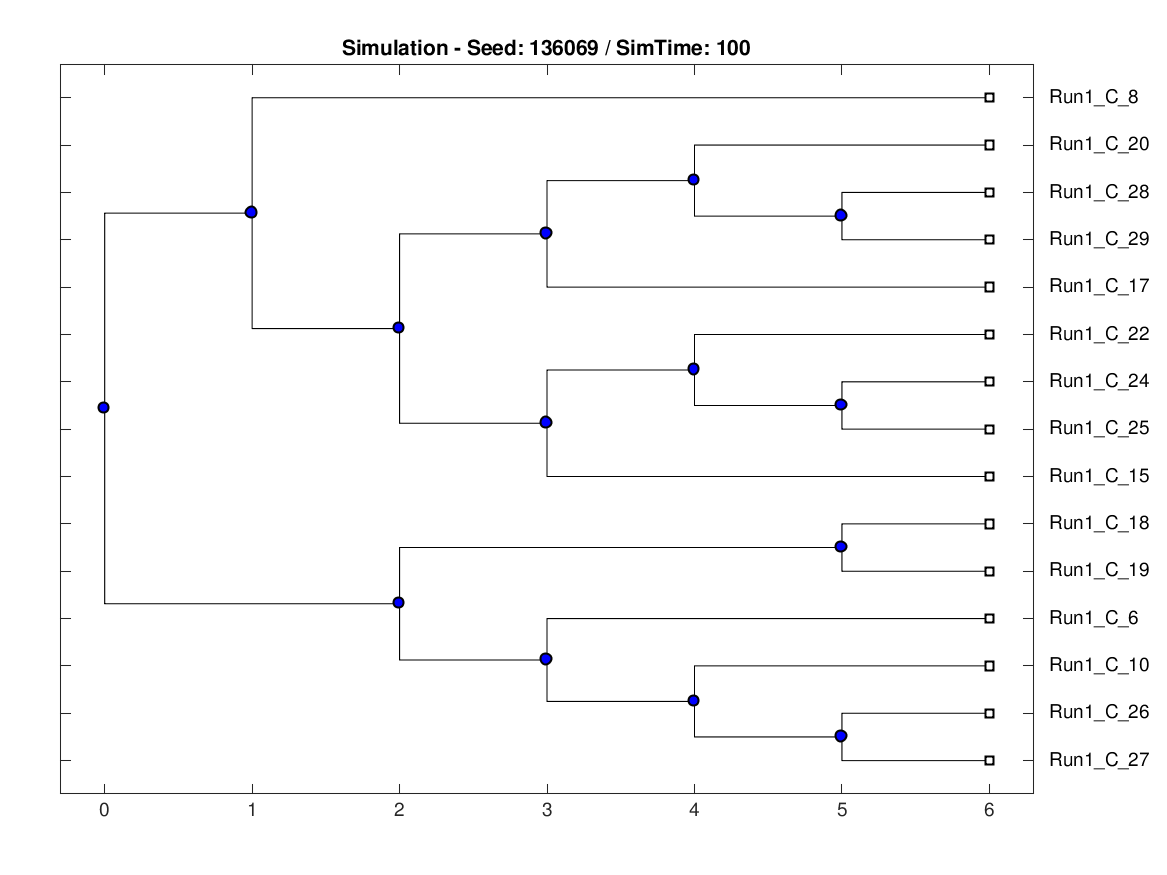 Simulation - Seed: 136069 / SimTime: 100
Run1_C_8
Run1_C_20
Run1_C_28
Run1_C_29
Run1_C_17
Run1_C_22
Run1_C_24
Run1_C_25
Run1_C_15
Run1_C_18
Run1_C_19
Run1_C_6
Run1_C_10
Run1_C_26
Run1_C_27
0 1 2 3 4 5 6